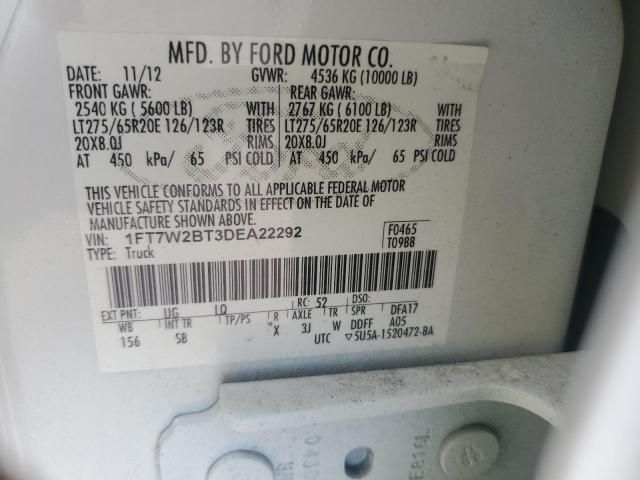 MFD. BY FORD MOTOR CO.
DATE: 11/12 GVWR: 4536 KG (10000 LB)
FRONT GAWR: REAR GAWR:
2540 KG ( 5600 LB) WITH 2767 KG ( 6100 LB) WITH
LT275/65R20E 126/123R TIRES LT275/65R20E 126/123R TIRES
20X8.0J RIMS 20X8.0J RIMS
AT 450 kPa/ 65 PSI COLD AT 450 kPa/ 65 PSI COLD
THIS VEHICLE CONFORMS TO ALL APPLICABLE FEDERAL MOTOR
VEHICLE SAFETY STANDARDS IN EFFECT ON THE DATE OF
MANUFACTURE SHOWN ABOVE.
VIN: 1FT7W2BT3DEA22292 F0465
TYPE: Truck T0988
EXT PNT: UG LQ RC: 52 DSO:
WB INT TR TP/PS R AXLE TR SPR DFA17
156 SB X 3J W DDFF A05
UTC 5U5A-1520472-BA